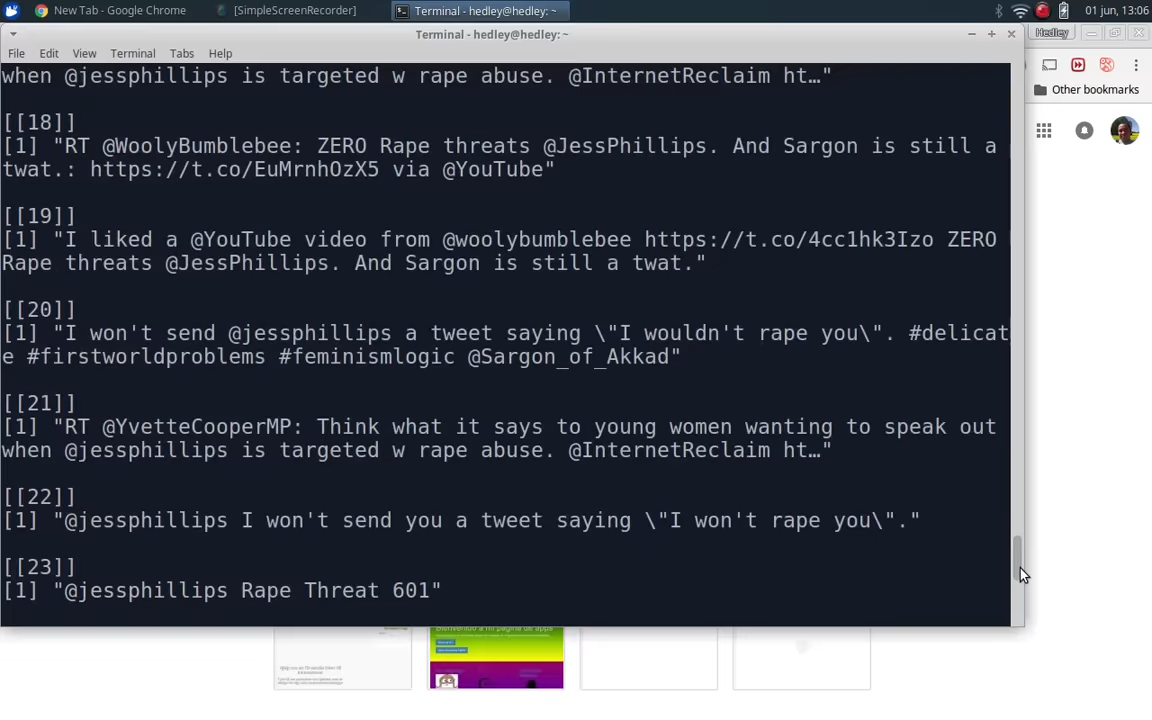 New Tab - Google Chrome
[SimpleScreenRecorder]
Terminal - hedley@hedley: ~
01 jun, 13:06
Terminal - hedley@hedley: ~
Hedley
File Edit View Terminal Tabs Help
when @jessphillips is targeted w rape abuse. @InternetReclaim ht…"
Other bookmarks
[[18]]
[1] "RT @WoolyBumblebee: ZERO Rape threats @JessPhillips. And Sargon is still a
twat.: https://t.co/EuMrnhOzX5 via @YouTube"
[[19]]
[1] "I liked a @YouTube video from @woolybumblebee https://t.co/4cc1hk3Izo ZERO
Rape threats @JessPhillips. And Sargon is still a twat."
[[20]]
[1] "I won't send @jessphillips a tweet saying \"I wouldn't rape you\". #delicat
e #firstworldproblems #feminismlogic @Sargon_of_Akkad"
[[21]]
[1] "RT @YvetteCooperMP: Think what it says to young women wanting to speak out
when @jessphillips is targeted w rape abuse. @InternetReclaim ht…"
[[22]]
[1] "@jessphillips I won't send you a tweet saying \"I won't rape you\"."
[[23]]
[1] "@jessphillips Rape Threat 601"